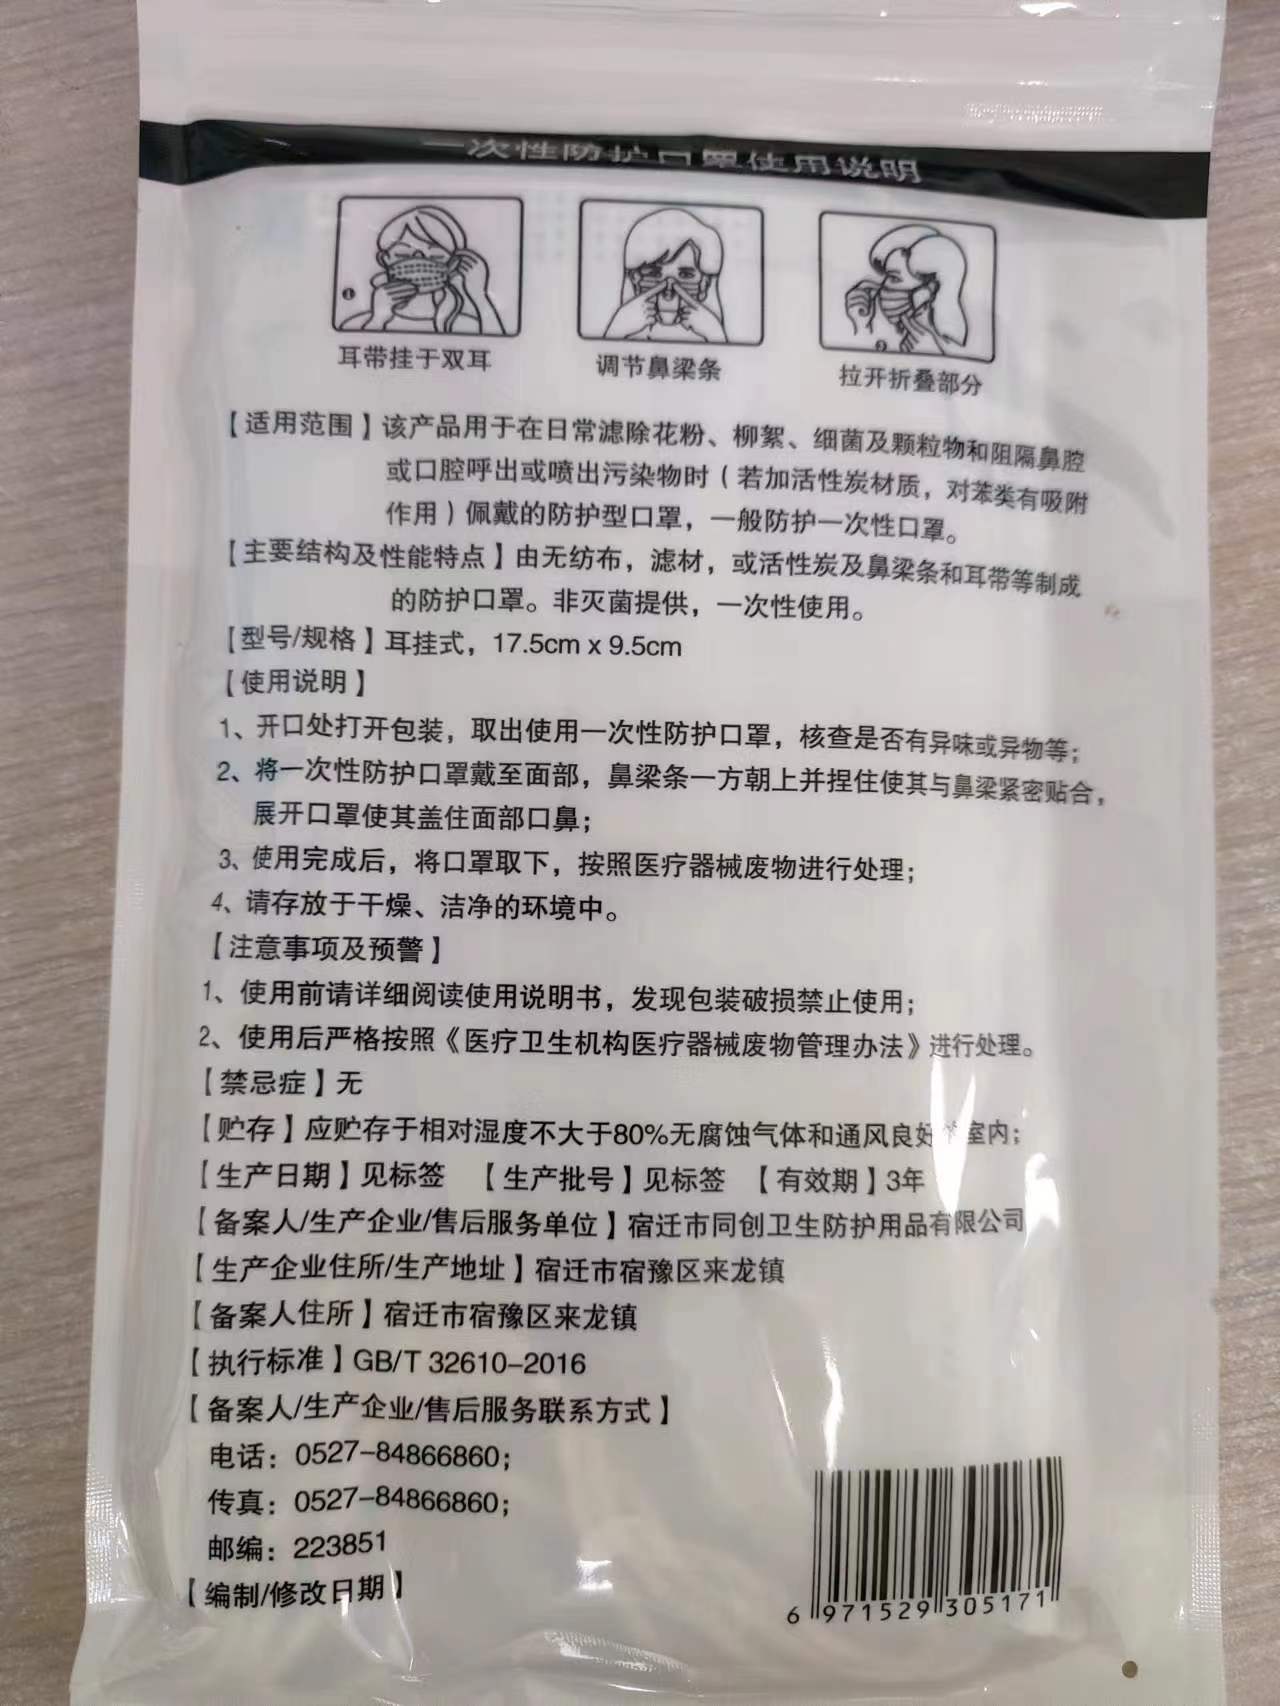 一次性防护口罩使用说明
耳带挂于双耳
调节鼻梁条
拉开折叠部分
【适用范围】该产品用于在日常滤除花粉、柳絮、细菌及颗粒物和阻隔鼻腔
或口腔呼出或喷出污染物时（若加活性炭材质，对苯类有吸附
作用）佩戴的防护型口罩，一般防护一次性口罩。
【主要结构及性能特点】由无纺布，滤材，或活性炭及鼻梁条和耳带等制成
的防护口罩。非灭菌提供，一次性使用。
【型号/规格】耳挂式，17.5cm x 9.5cm
【使用说明】
1、开口处打开包装，取出使用一次性防护口罩，核查是否有异味或异物等；
2、将一次性防护口罩戴至面部，鼻梁条一方朝上并捏住使其与鼻梁紧密贴合，
展开口罩使其盖住面部口鼻；
3、使用完成后，将口罩取下，按照医疗器械废物进行处理；
4、请存放于干燥、洁净的环境中。
【注意事项及预警】
1、使用前请详细阅读使用说明书，发现包装破损禁止使用；
2、使用后严格按照《医疗卫生机构医疗器械废物管理办法》进行处理。
【禁忌症】无
【贮存】应贮存于相对湿度不大于80%无腐蚀气体和通风良好的室内；
【生产日期】见标签 【生产批号】见标签 【有效期】3年
【备案人/生产企业/售后服务单位】宿迁市同创卫生防护用品有限公司
【生产企业住所/生产地址】宿迁市宿豫区来龙镇
【备案人住所】宿迁市宿豫区来龙镇
【执行标准】GB/T 32610-2016
【备案人/生产企业/售后服务联系方式】
电话：0527-84866860；
传真：0527-84866860；
邮编：223851
【编制/修改日期】
6 971529 305171